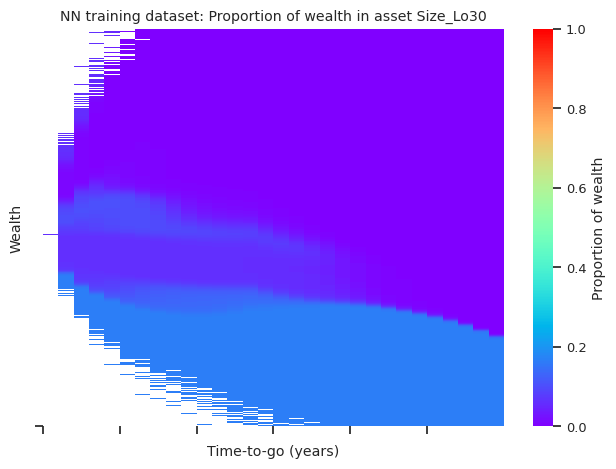 NN training dataset: Proportion of wealth in asset Size_Lo30
1.0
0.8
0.6
0.4
0.2
0.0
Proportion of wealth
Wealth
Time-to-go (years)